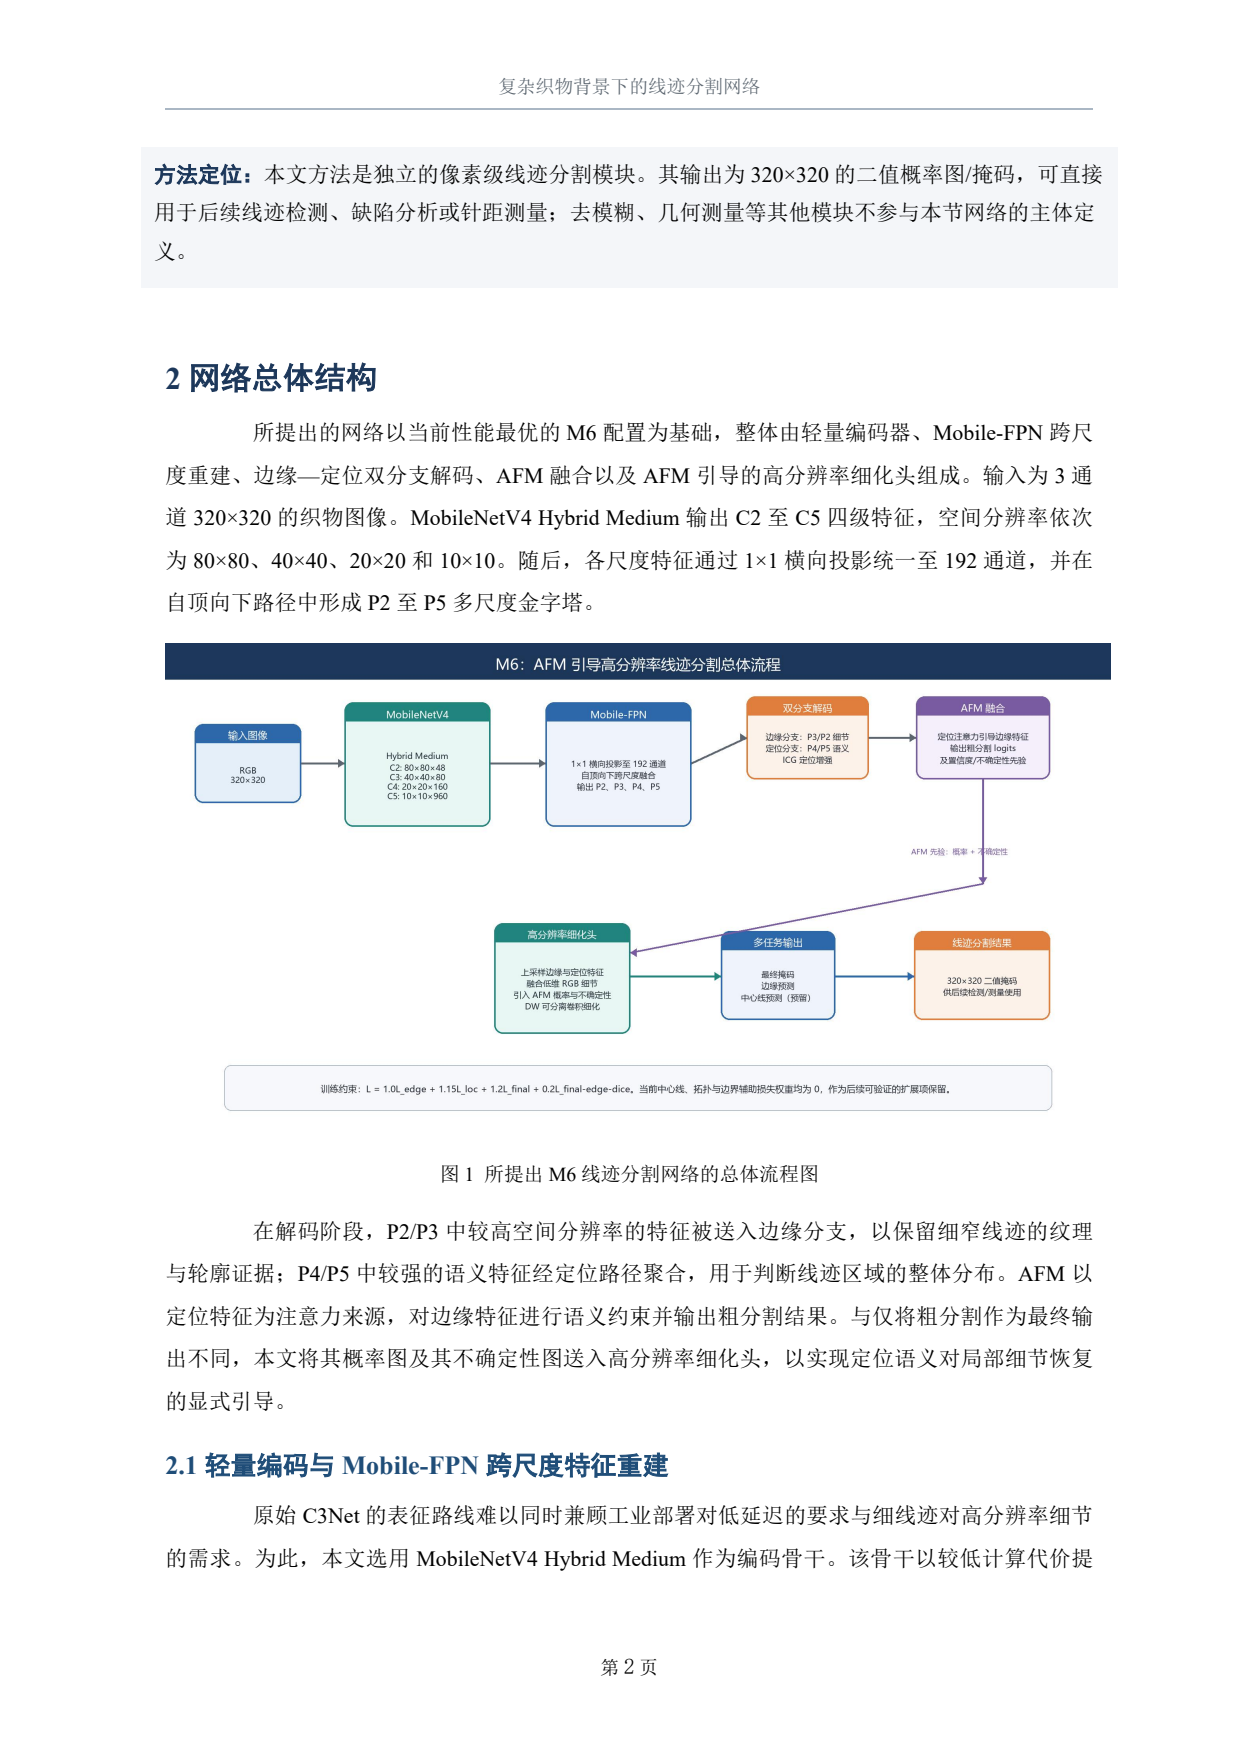 复杂织物背景下的线迹分割网络
方法定位：本文方法是独立的像素级线迹分割模块。其输出为 320×320 的二值概率图/掩码，可直接
用于后续线迹检测、缺陷分析或针距测量；去模糊、几何测量等其他模块不参与本节网络的主体定
义。
2 网络总体结构
所提出的网络以当前性能最优的 M6 配置为基础，整体由轻量编码器、Mobile-FPN 跨尺
度重建、边缘—定位双分支解码、AFM 融合以及 AFM 引导的高分辨率细化头组成。输入为 3 通
道 320×320 的织物图像。MobileNetV4 Hybrid Medium 输出 C2 至 C5 四级特征，空间分辨率依次
为 80×80、40×40、20×20 和 10×10。随后，各尺度特征通过 1×1 横向投影统一至 192 通道，并在
自顶向下路径中形成 P2 至 P5 多尺度金字塔。
M6：AFM 引导高分辨率线迹分割总体流程
输入图像
RGB
320×320
MobileNetV4
Hybrid Medium
C2: 80×80×48
C3: 40×40×80
C4: 20×20×160
C5: 10×10×960
Mobile-FPN
1×1 横向投影至 192 通道
自顶向下跨尺度融合
输出 P2、P3、P4、P5
双分支解码
边缘分支：P3/P2 细节
定位分支：P4/P5 语义
ICG 定位增强
AFM 融合
定位注意力引导边缘特征
输出粗分割 logits
及置信度/不确定性先验
AFM 先验：概率 + 不确定性
高分辨率细化头
上采样边缘与定位特征
融合低维 RGB 细节
引入 AFM 概率与不确定性
DW 可分离卷积细化
多任务输出
最终掩码
边缘预测
中心线预测（预留）
线迹分割结果
320×320 二值掩码
供后续检测/测量使用
训练约束：L = 1.0L_edge + 1.15L_loc + 1.2L_final + 0.2L_final-edge-dice。当前中心线、拓扑与边界辅助损失权重均为 0，作为后续可验证的扩展项保留。
图 1 所提出 M6 线迹分割网络的总体流程图
在解码阶段，P2/P3 中较高空间分辨率的特征被送入边缘分支，以保留细窄线迹的纹理
与轮廓证据；P4/P5 中较强的语义特征经定位路径聚合，用于判断线迹区域的整体分布。AFM 以
定位特征为注意力来源，对边缘特征进行语义约束并输出粗分割结果。与仅将粗分割作为最终输
出不同，本文将其概率图及其不确定性图送入高分辨率细化头，以实现定位语义对局部细节恢复
的显式引导。
2.1 轻量编码与 Mobile-FPN 跨尺度特征重建
原始 C3Net 的表征路线难以同时兼顾工业部署对低延迟的要求与细线迹对高分辨率细节
的需求。为此，本文选用 MobileNetV4 Hybrid Medium 作为编码骨干。该骨干以较低计算代价提
第 2 页